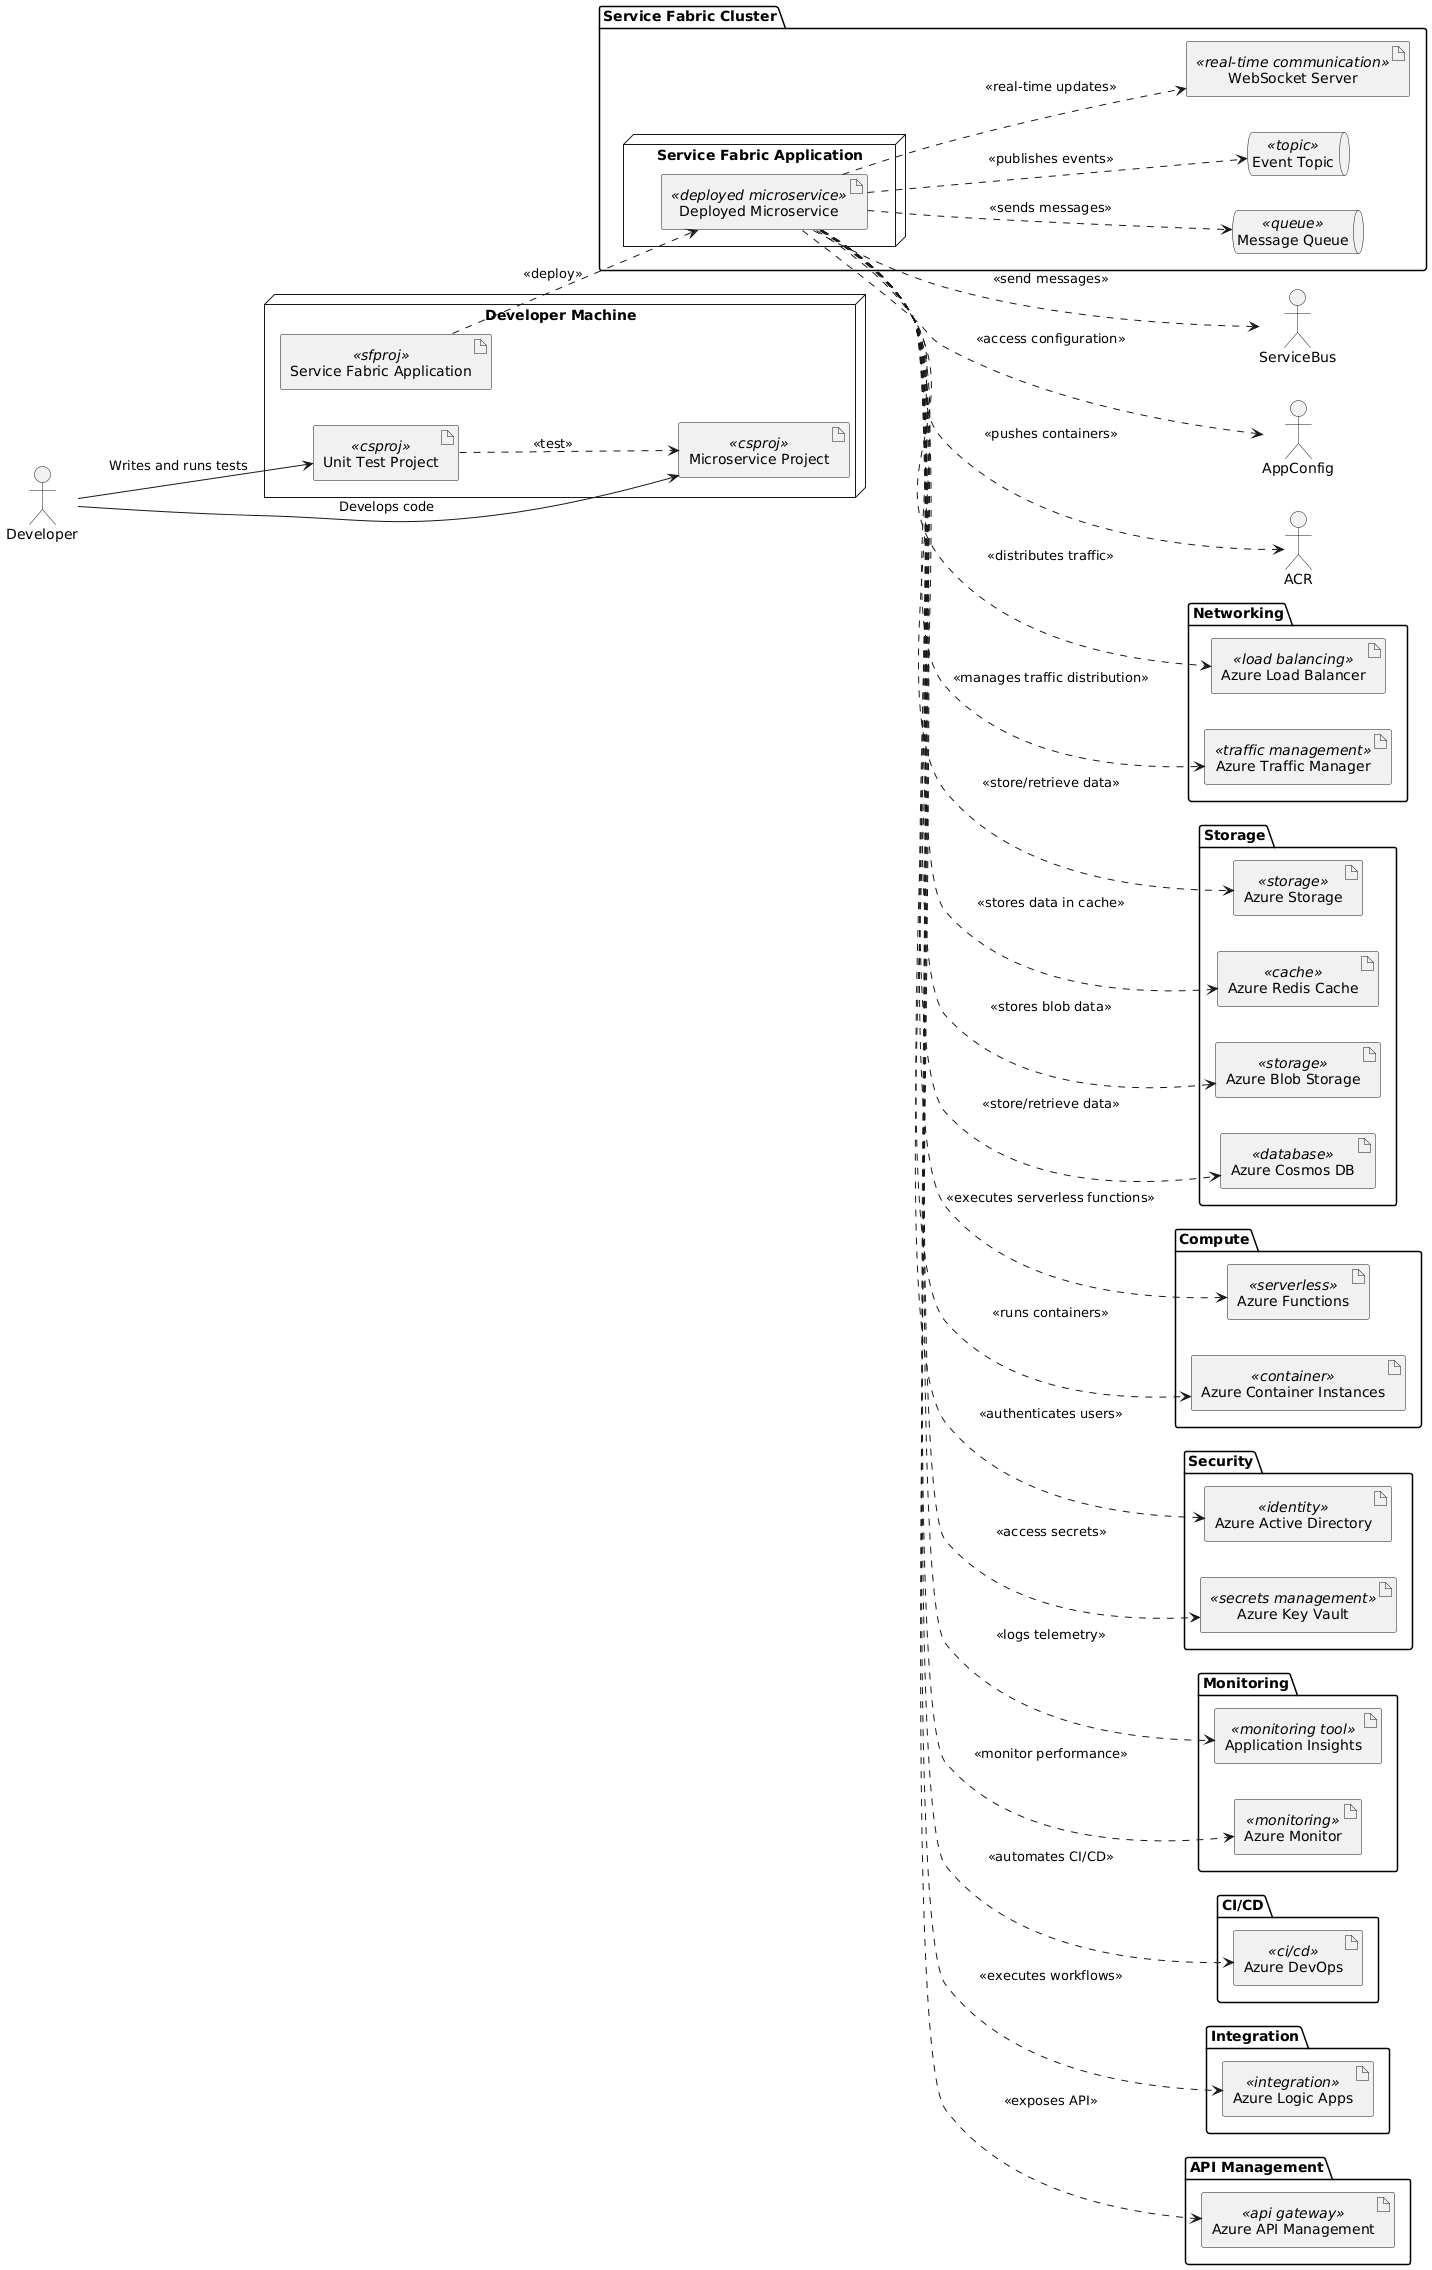 Service Fabric Cluster
«real-time communication»
WebSocket Server
«real-time updates»
«topic»
Event Topic
«publishes events»
Service Fabric Application
«deployed microservice»
Deployed Microservice
«sends messages»
«queue»
Message Queue
«deploy»
«send messages»
ServiceBus
Developer Machine
«sfproj»
Service Fabric Application
«access configuration»
AppConfig
«csproj»
Unit Test Project
«test»
«csproj»
Microservice Project
«pushes containers»
Writes and runs tests
Develops code
Developer
ACR
«distributes traffic»
Networking
«load balancing»
Azure Load Balancer
«manages traffic distribution»
«traffic management»
Azure Traffic Manager
«store/retrieve data»
Storage
«storage»
Azure Storage
«stores data in cache»
«cache»
Azure Redis Cache
«stores blob data»
«storage»
Azure Blob Storage
«store/retrieve data»
«database»
Azure Cosmos DB
«executes serverless functions»
Compute
«serverless»
Azure Functions
«runs containers»
«container»
Azure Container Instances
«authenticates users»
Security
«identity»
Azure Active Directory
«access secrets»
«secrets management»
Azure Key Vault
«logs telemetry»
Monitoring
«monitoring tool»
Application Insights
«monitor performance»
«monitoring»
Azure Monitor
«automates CI/CD»
CI/CD
«ci/cd»
Azure DevOps
«executes workflows»
Integration
«integration»
Azure Logic Apps
«exposes API»
API Management
«api gateway»
Azure API Management